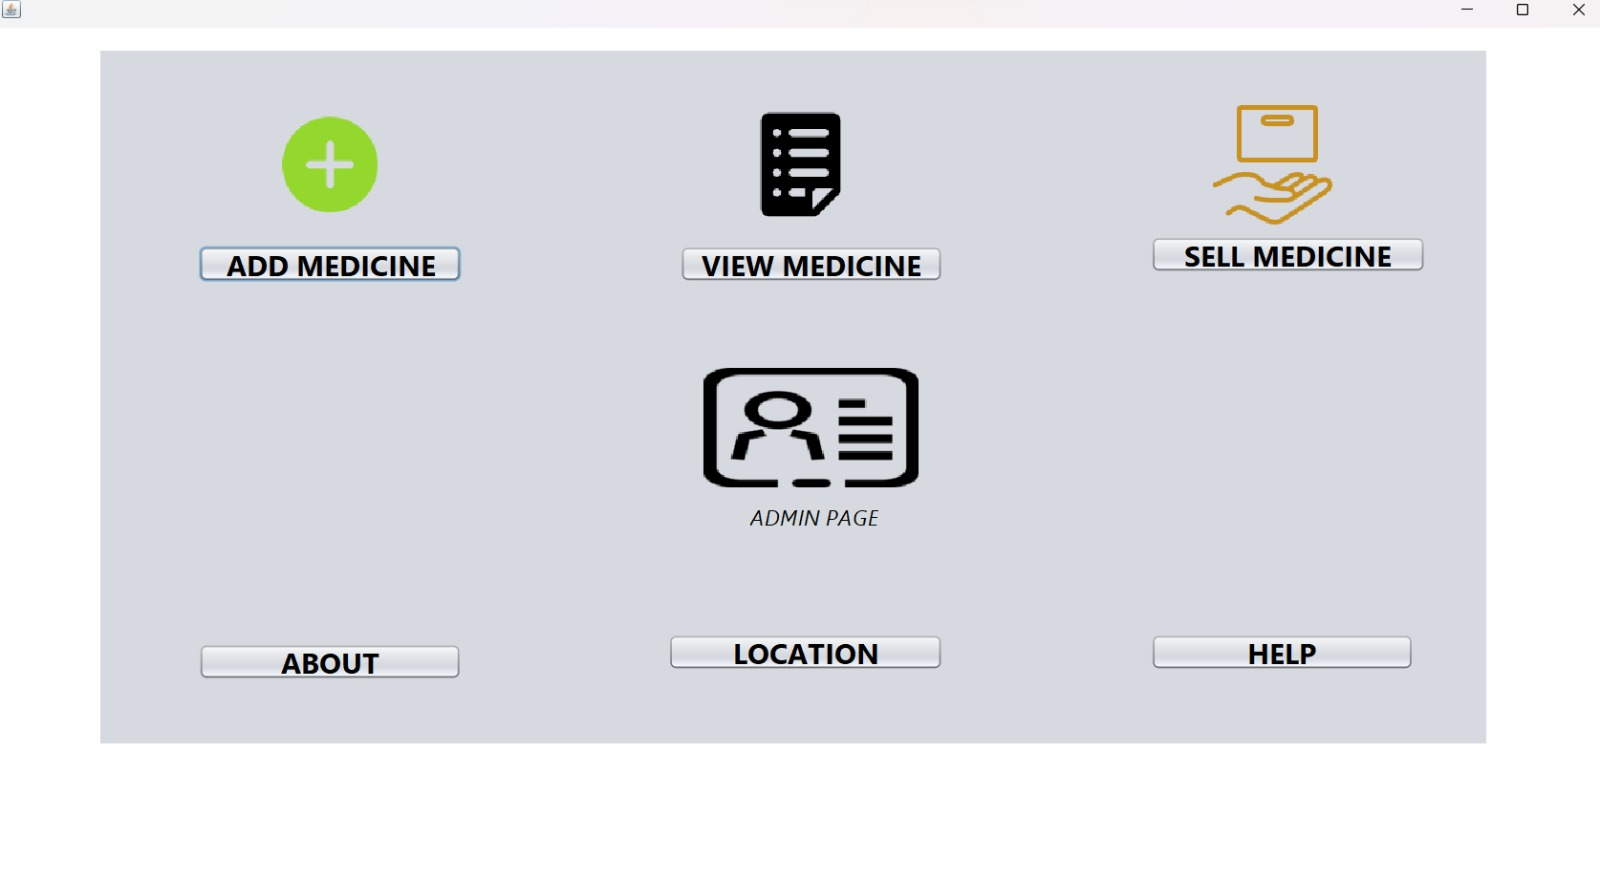 ADD MEDICINE
VIEW MEDICINE
SELL MEDICINE
ADMIN PAGE
ABOUT
LOCATION
HELP